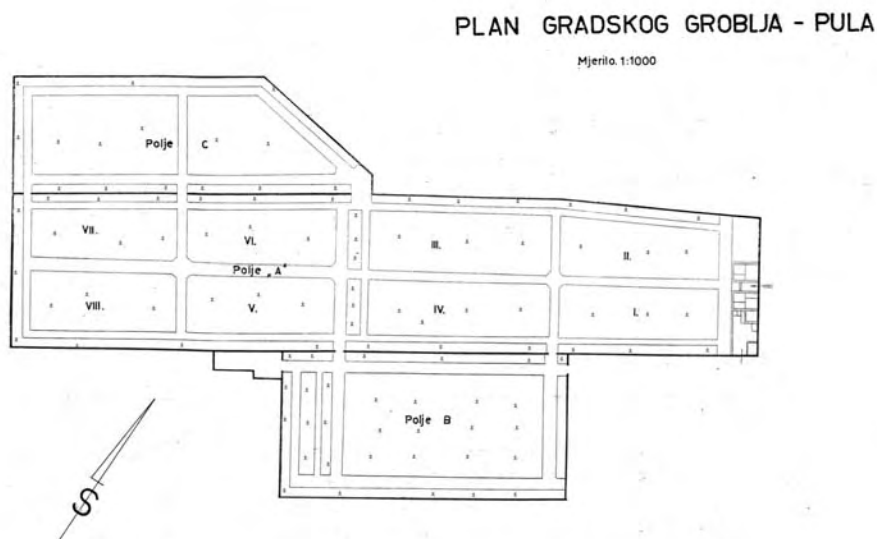 PLAN GRADSKOG GROBLJA - PULA
Mjerilo. 1:1000
Polje C
VII.
VI.
III.
II.
Polje „A"
VIII.
V.
IV.
I.
Polje B
S